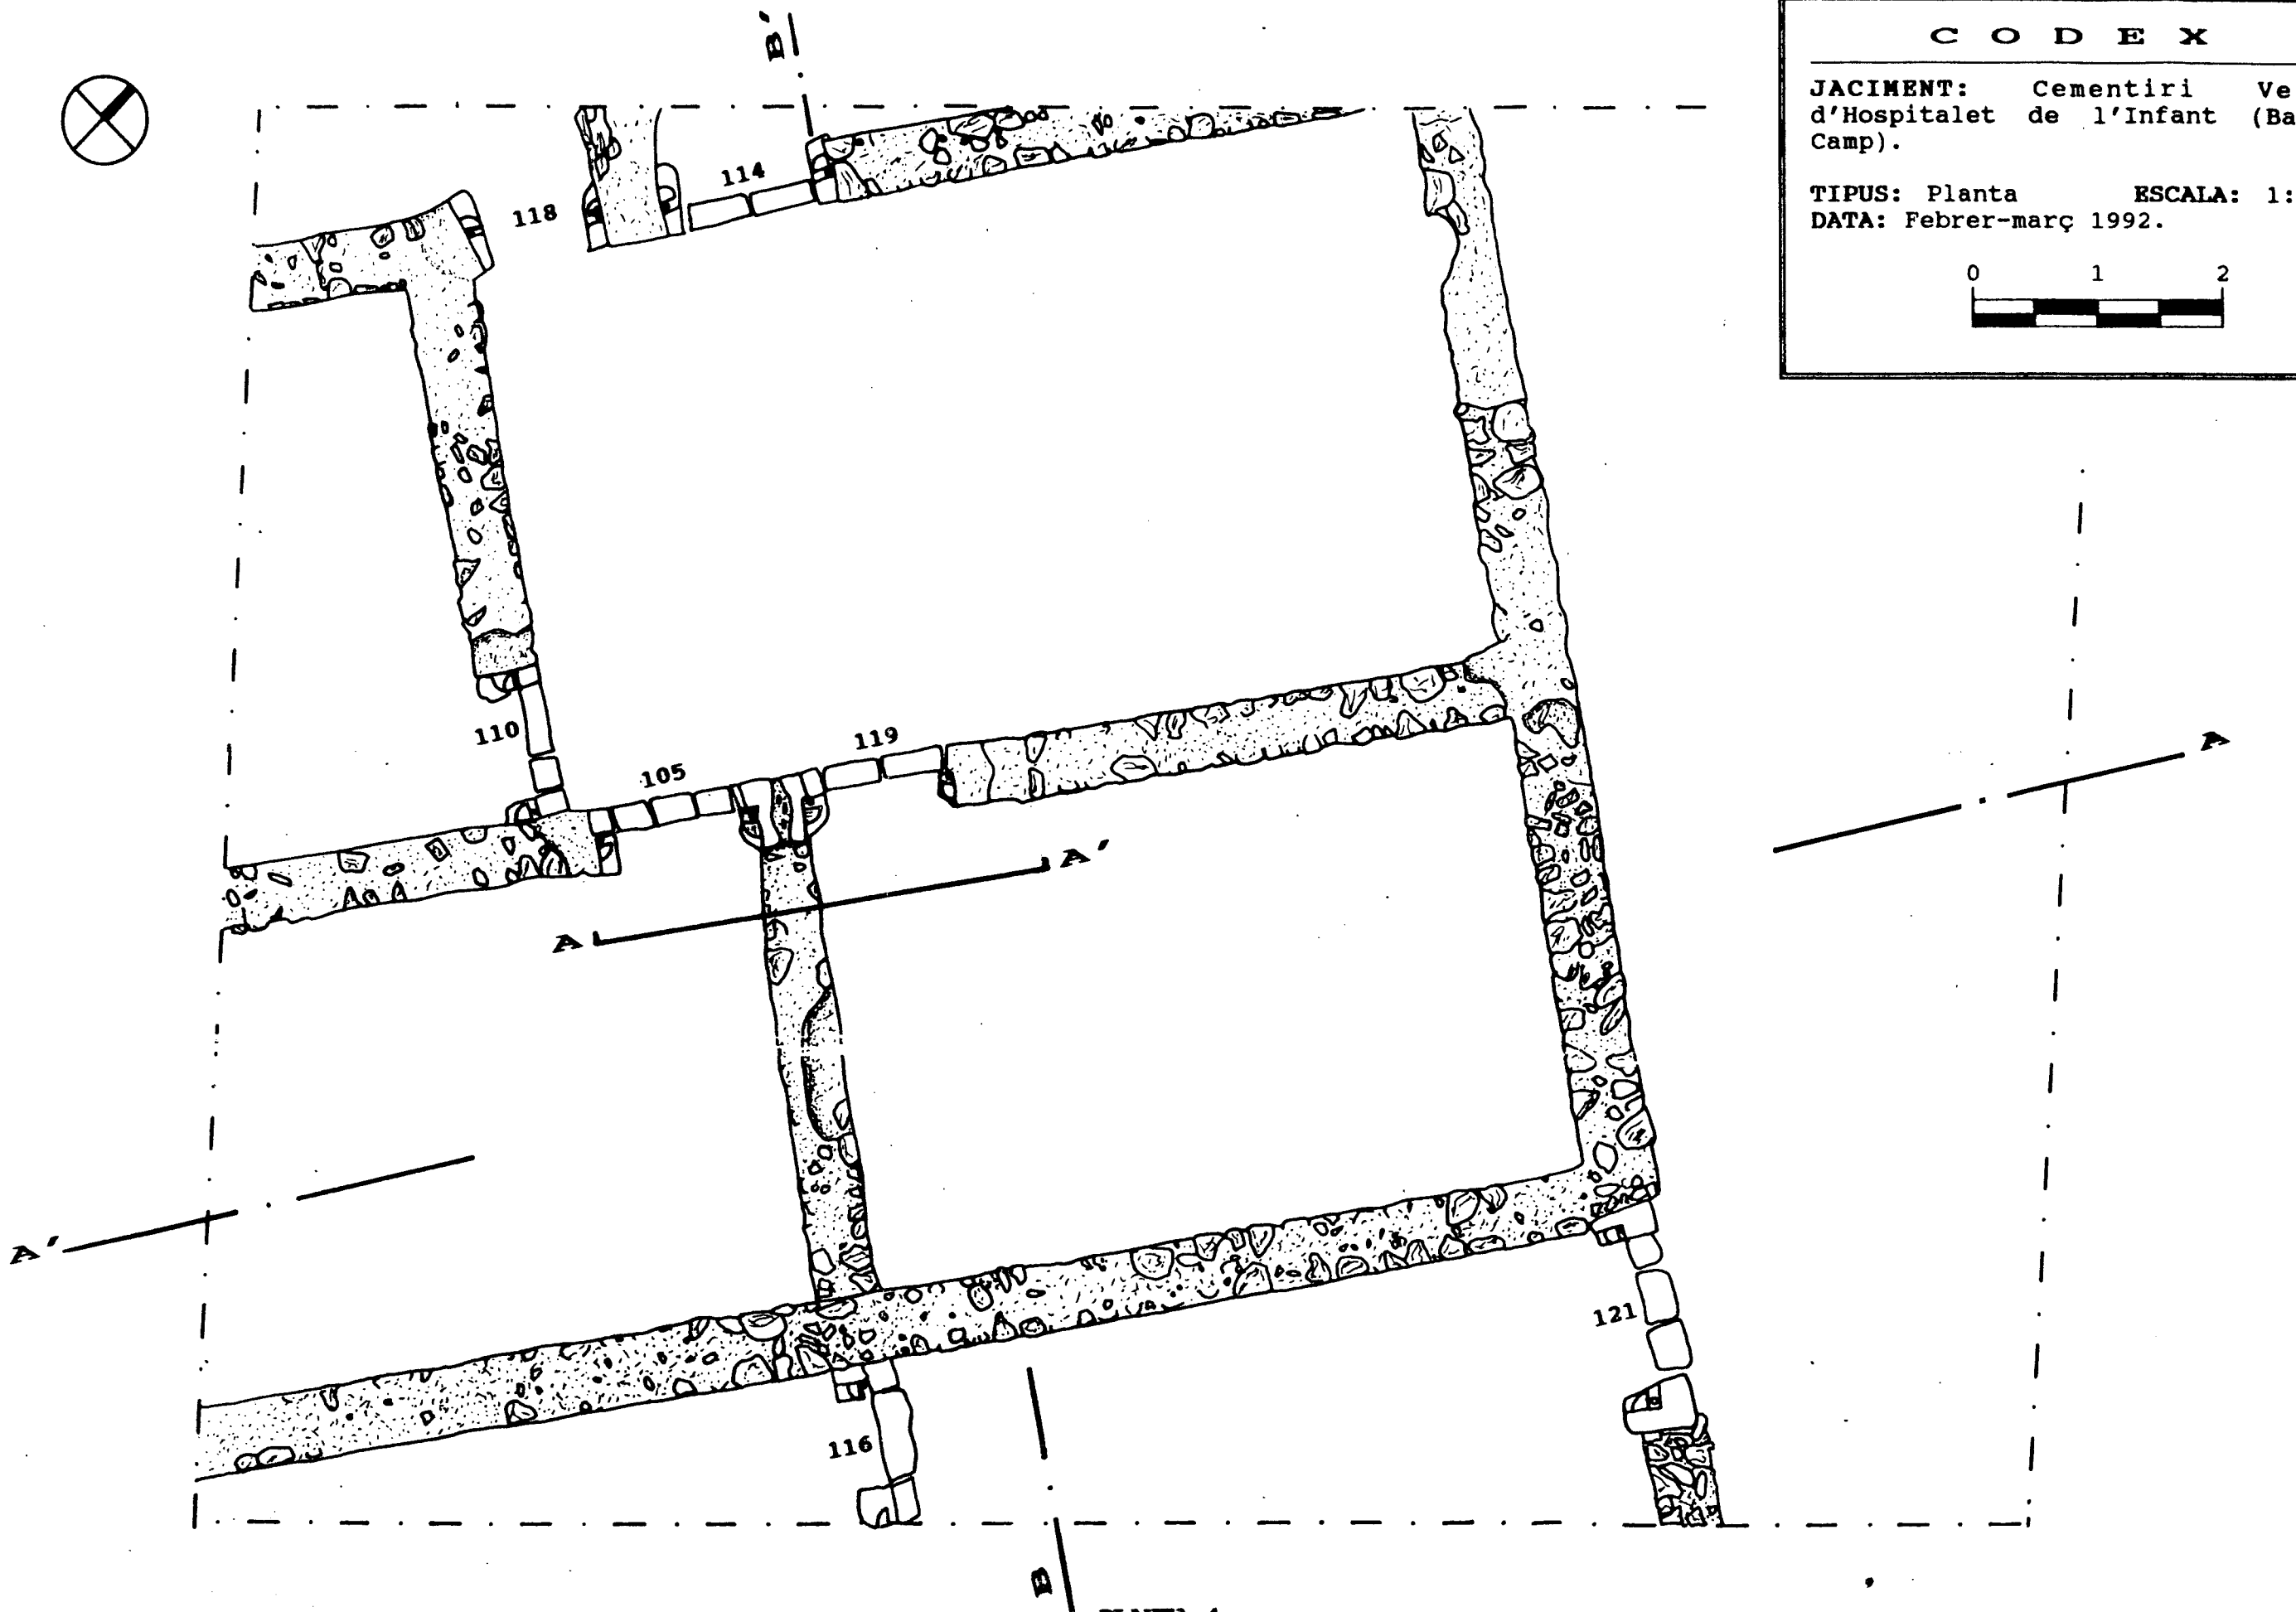 C O D E X
JACIMENT: Cementiri Ve
d'Hospitalet de l'Infant (Ba
Camp).
TIPUS: Planta ESCALA: 1:
DATA: Febrer-març 1992.
0 1 2
B'
118
114
110
105
119
A
A'
A
A'
121
116
B